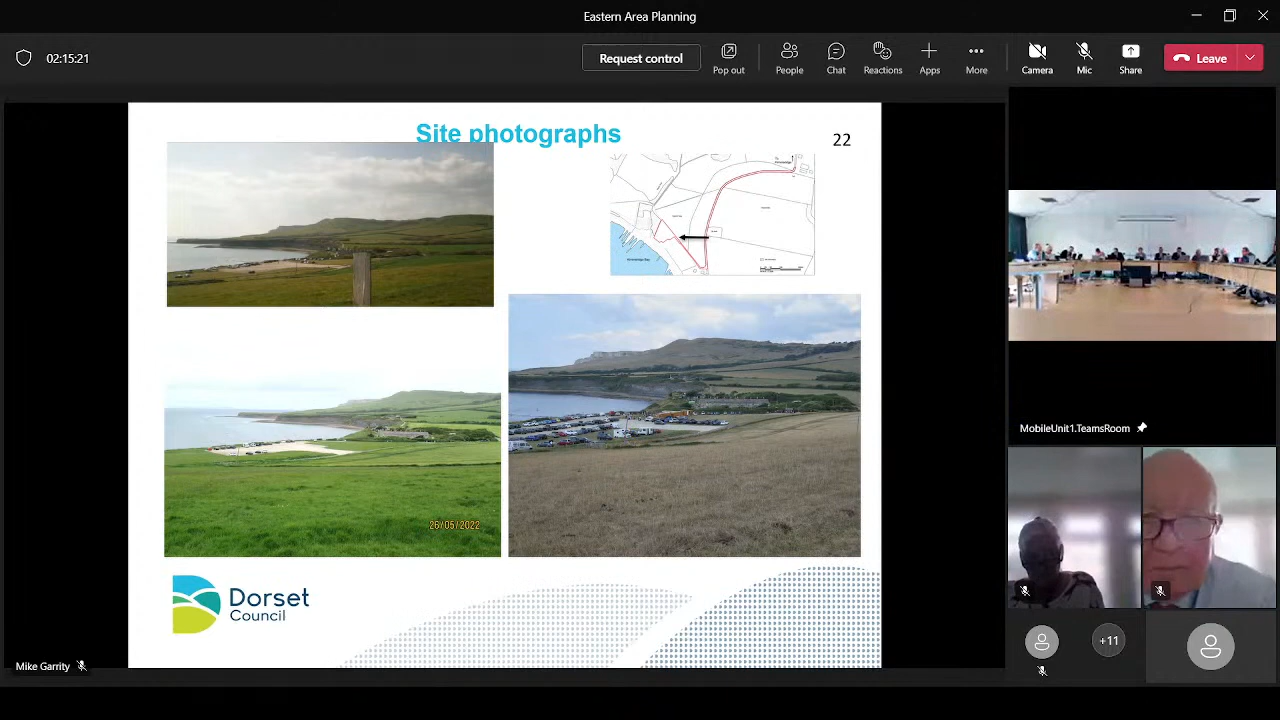 Eastern Area Planning
02:15:21
Request control
Pop out
People
Chat
Reactions
Apps
More
Camera
Mic
Share
Leave
Site photographs
22
26/05/2022
Dorset
Council
Mike Garrity
MobileUnit1.TeamsRoom
+11